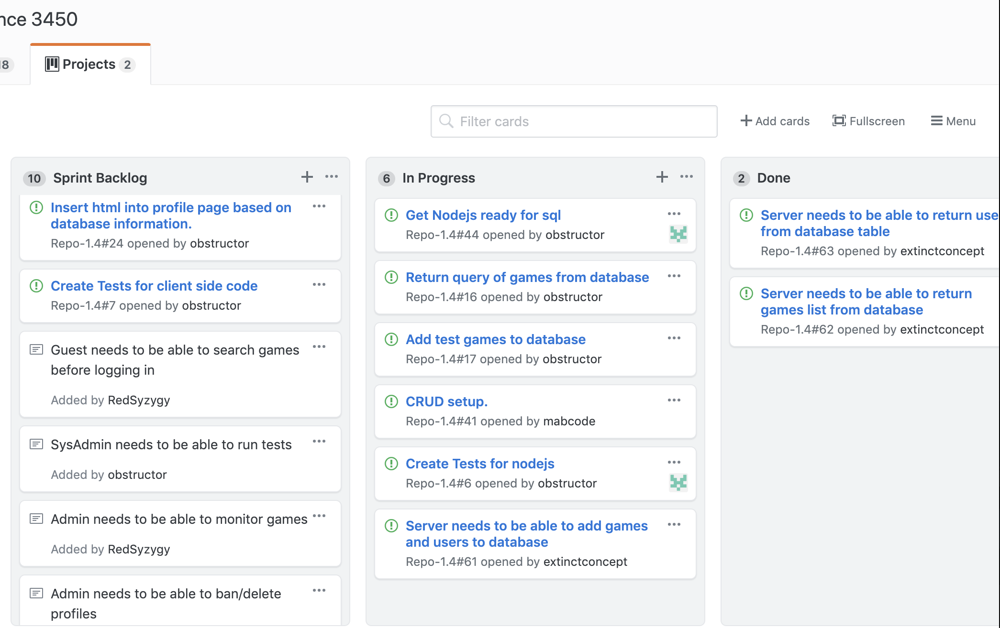 nce 3450
18
Projects 2
Filter cards
Add cards
Fullscreen
Menu
10 Sprint Backlog
Insert html into profile page based on
database information.
Repo-1.4#24 opened by obstructor
Create Tests for client side code
Repo-1.4#7 opened by obstructor
Guest needs to be able to search games
before logging in
Added by RedSyzygy
SysAdmin needs to be able to run tests
Added by obstructor
Admin needs to be able to monitor games
Added by RedSyzygy
Admin needs to be able to ban/delete
profiles
6 In Progress
Get Nodejs ready for sql
Repo-1.4#44 opened by obstructor
Return query of games from database
Repo-1.4#16 opened by obstructor
Add test games to database
Repo-1.4#17 opened by obstructor
CRUD setup.
Repo-1.4#41 opened by mabcode
Create Tests for nodejs
Repo-1.4#6 opened by obstructor
Server needs to be able to add games
and users to database
Repo-1.4#61 opened by extinctconcept
2 Done
Server needs to be able to return use
from database table
Repo-1.4#63 opened by extinctconcept
Server needs to be able to return
games list from database
Repo-1.4#62 opened by extinctconcept